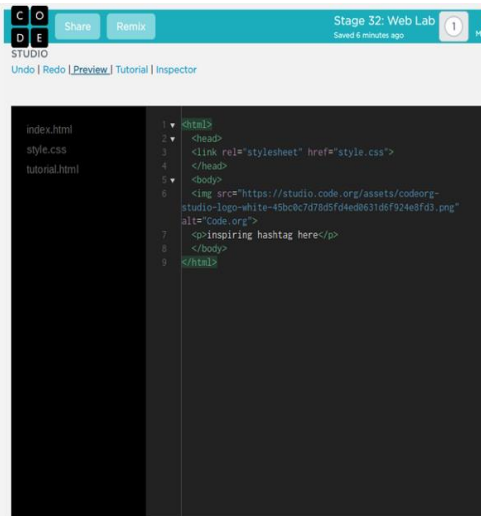 C O
D E
STUDIO
Share
Remix
Stage 32: Web Lab
Saved 6 minutes ago
1
Undo | Redo | Preview | Tutorial | Inspector
index.html
style.css
tutorial.html
1 <html>
2 <head>
3 <link rel="stylesheet" href="style.css">
4 </head>
5 <body>
6 <img src="https://studio.code.org/assets/codeorg-
studio-logo-white-45bc0c7d78d5fd4ed0631d6f924e8fd3.png"
alt="Code.org">
7 <p>inspiring hashtag here</p>
8 </body>
9 </html>